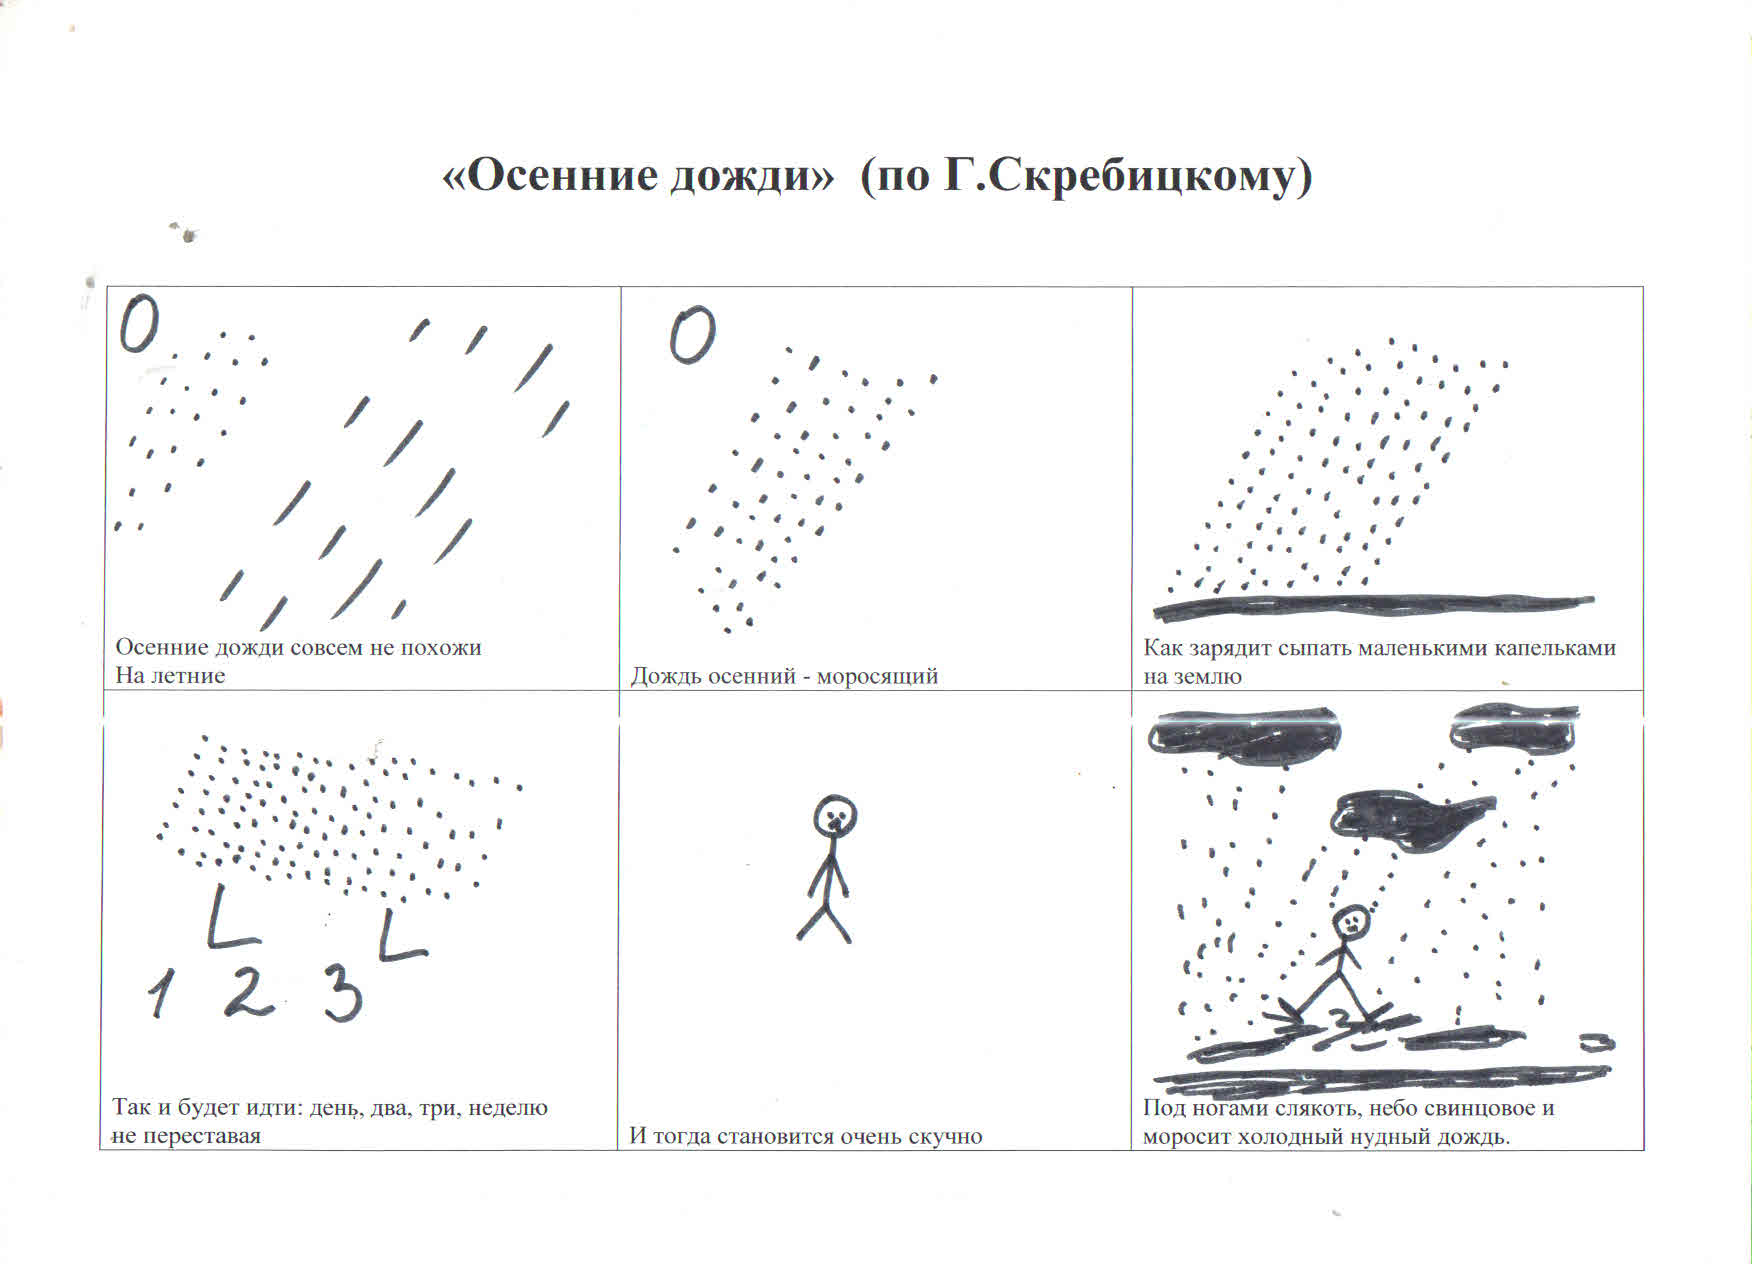 «Осенние дожди» (по Г.Скребицкому)
О
Осенние дожди совсем не похожи
На летние
О
Дождь осенний - моросящий
Как зарядит сыпать маленькими капельками
на землю
1 2 3
Так и будет идти: день, два, три, неделю
не переставая
И тогда становится очень скучно
Под ногами слякоть, небо свинцовое и
моросит холодный нудный дождь.